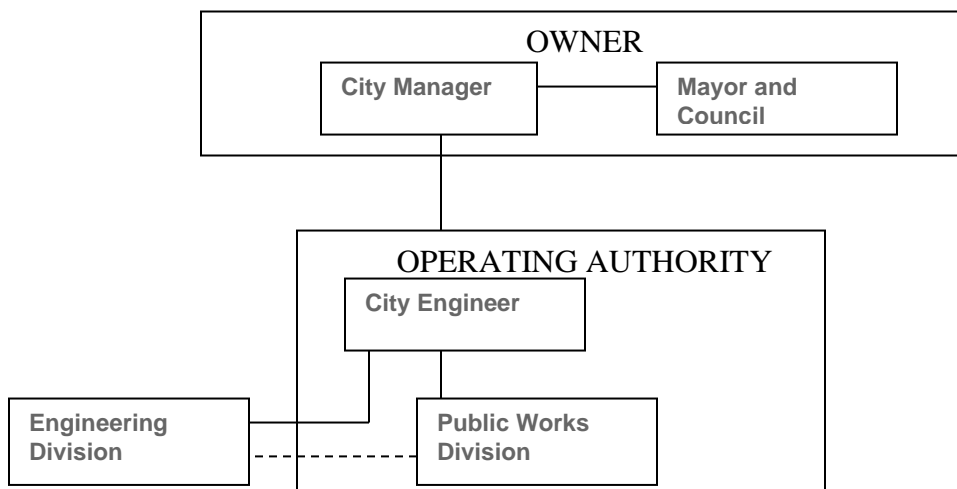 OWNER
City Manager
Mayor and
Council
OPERATING AUTHORITY
City Engineer
Engineering
Division
Public Works
Division